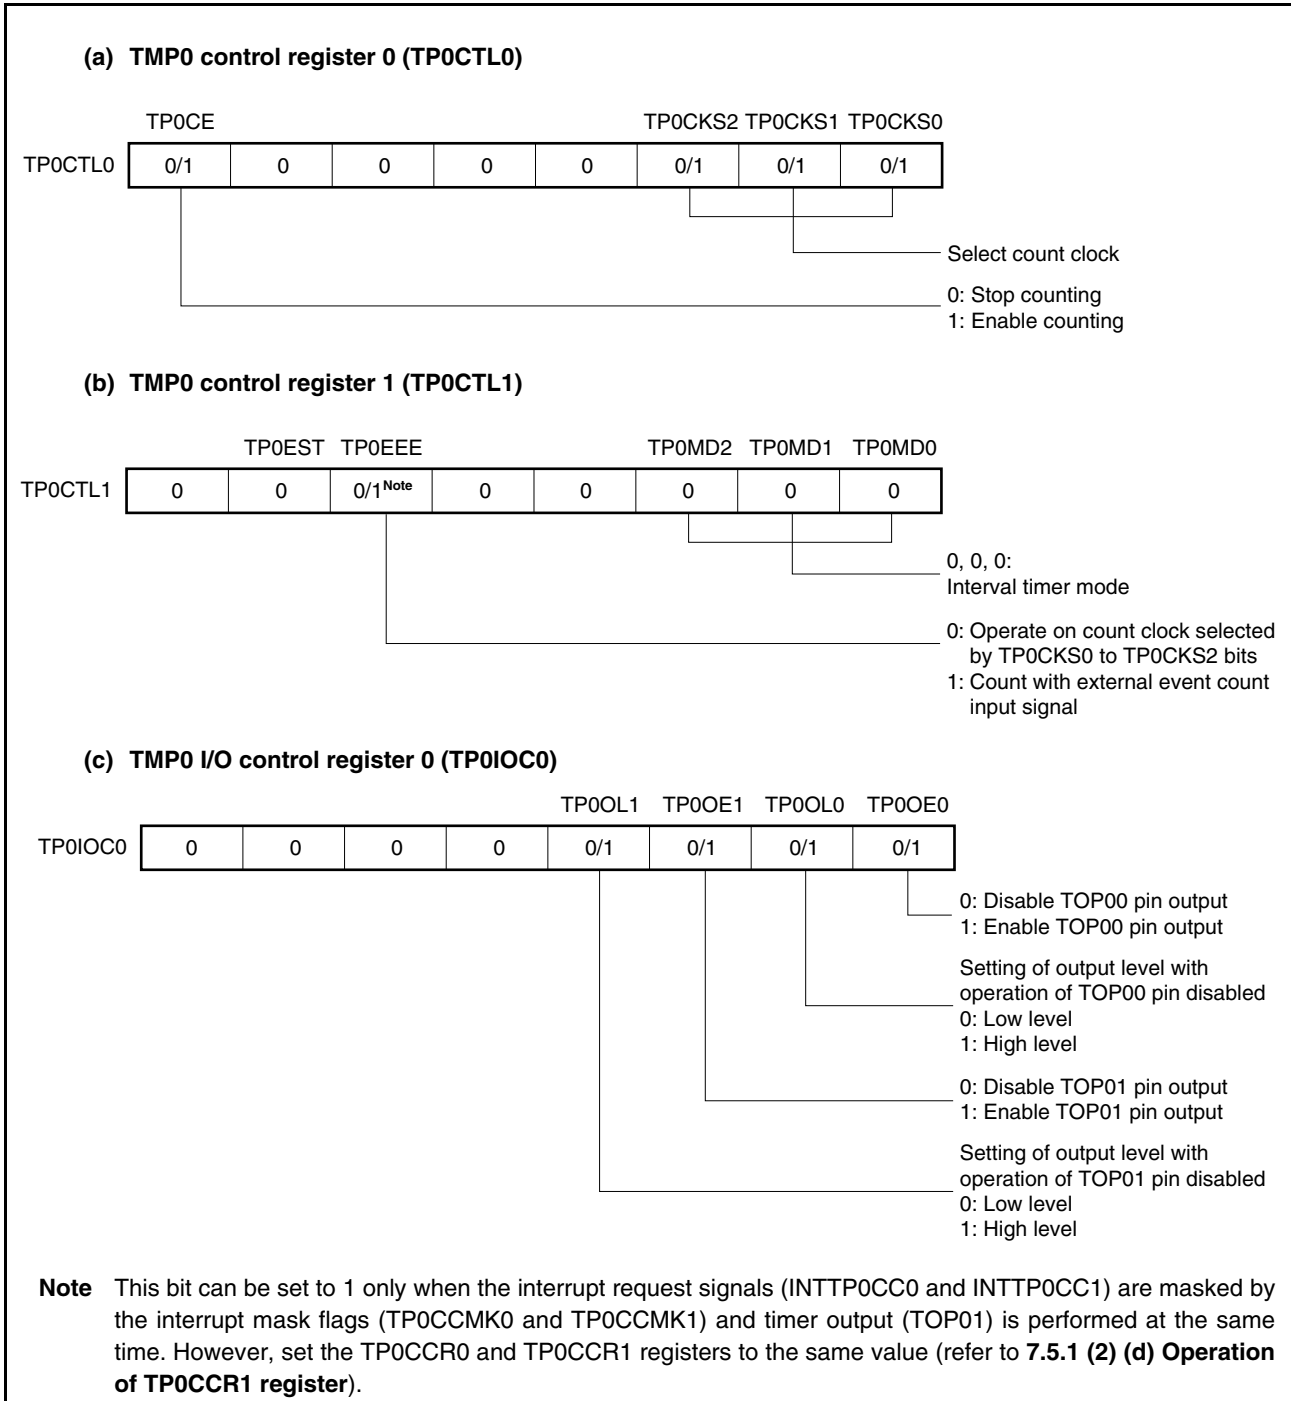 (a) TMP0 control register 0 (TP0CTL0)
TP0CE TP0CKS2 TP0CKS1 TP0CKS0
TP0CTL0 0/1 0 0 0 0 0/1 0/1 0/1
Select count clock
0: Stop counting
1: Enable counting
(b) TMP0 control register 1 (TP0CTL1)
TP0EST TP0EEE TP0MD2 TP0MD1 TP0MD0
TP0CTL1 0 0 0/1Note 0 0 0 0 0
0, 0, 0:
Interval timer mode
0: Operate on count clock selected
by TP0CKS0 to TP0CKS2 bits
1: Count with external event count
input signal
(c) TMP0 I/O control register 0 (TP0IOC0)
TP0OL1 TP0OE1 TP0OL0 TP0OE0
TP0IOC0 0 0 0 0 0/1 0/1 0/1 0/1
0: Disable TOP00 pin output
1: Enable TOP00 pin output
Setting of output level with
operation of TOP00 pin disabled
0: Low level
1: High level
0: Disable TOP01 pin output
1: Enable TOP01 pin output
Setting of output level with
operation of TOP01 pin disabled
0: Low level
1: High level
Note This bit can be set to 1 only when the interrupt request signals (INTTP0CC0 and INTTP0CC1) are masked by
the interrupt mask flags (TP0CCMK0 and TP0CCMK1) and timer output (TOP01) is performed at the same
time. However, set the TP0CCR0 and TP0CCR1 registers to the same value (refer to 7.5.1 (2) (d) Operation
of TP0CCR1 register).